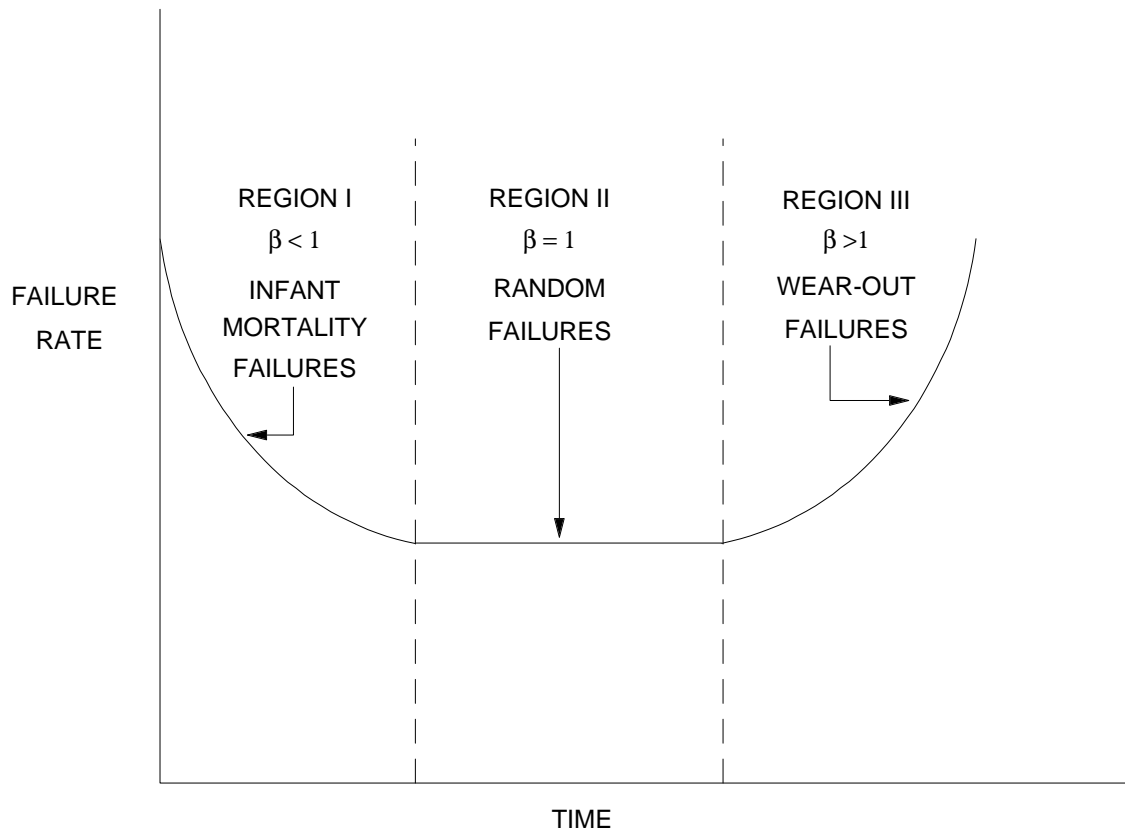 REGION I
β < 1
INFANT
MORTALITY
FAILURES
REGION II
β = 1
RANDOM
FAILURES
REGION III
β >1
WEAR-OUT
FAILURES
FAILURE
RATE
TIME